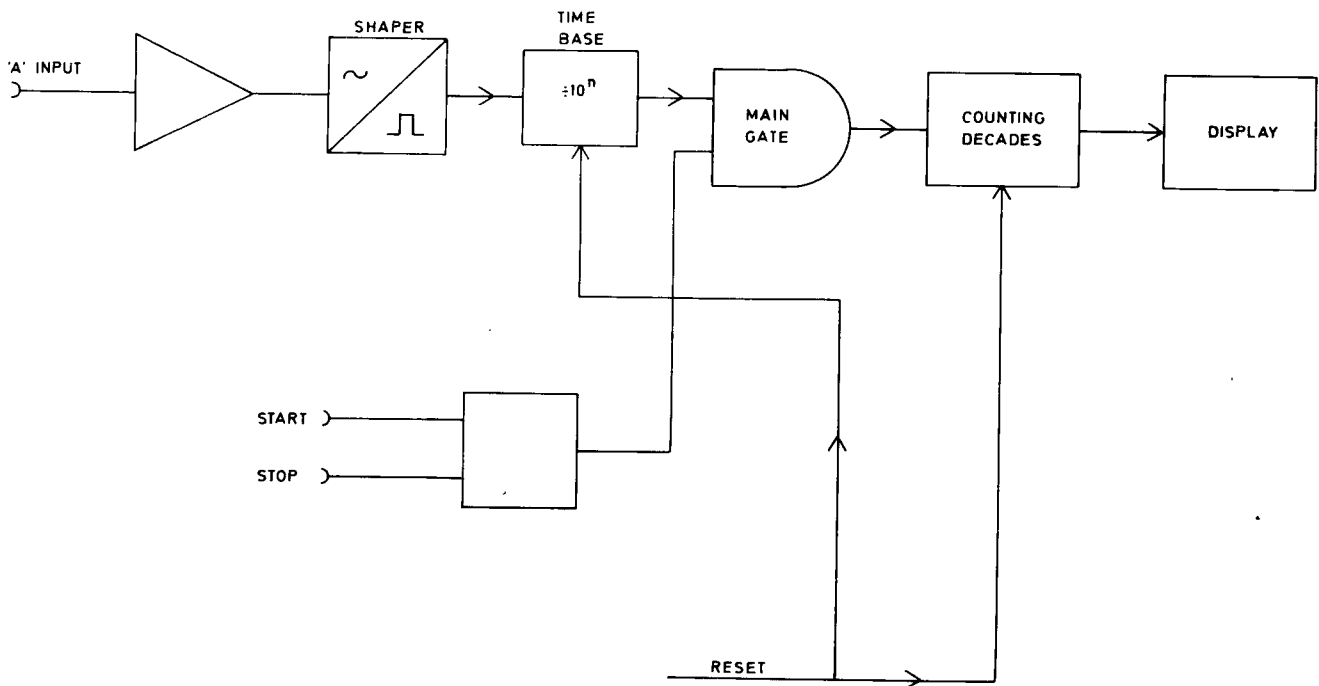 SHAPER
TIME
BASE
'A' INPUT
÷10ⁿ
MAIN
GATE
COUNTING
DECADES
DISPLAY
START
STOP
RESET